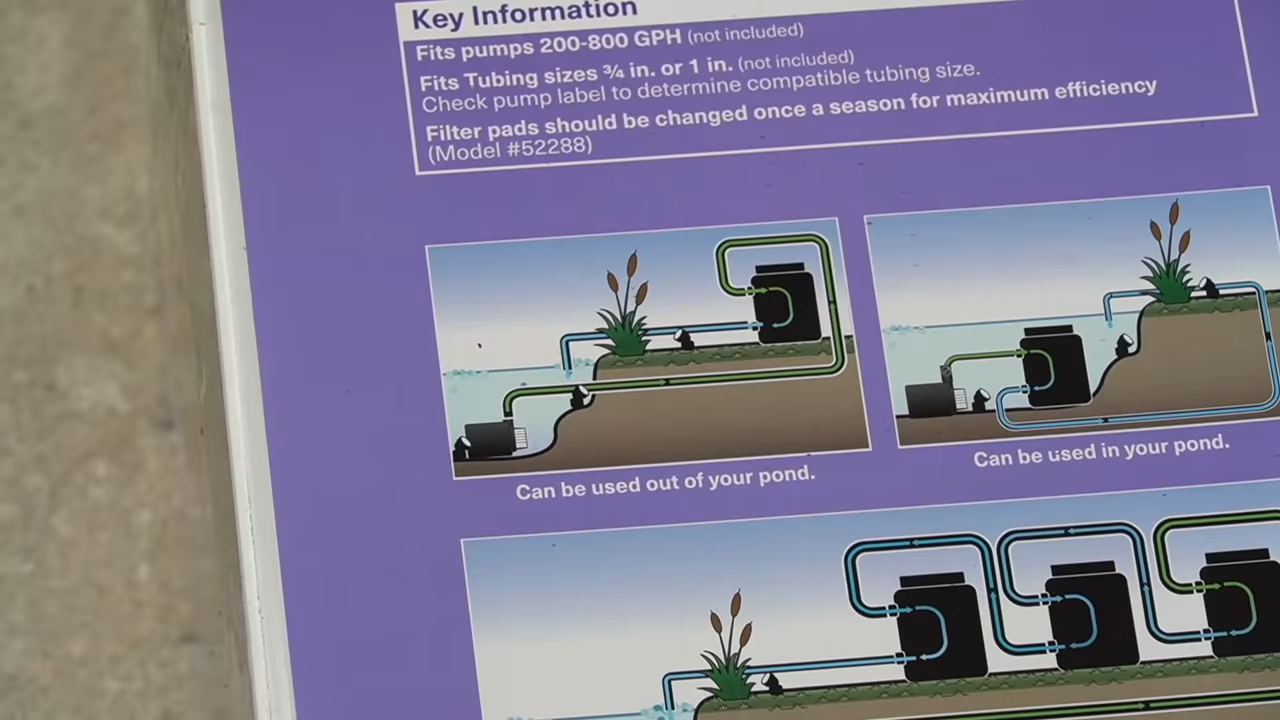 Key Information
Fits pumps 200-800 GPH (not included)
Fits Tubing sizes ¾ in. or 1 in. (not included)
Check pump label to determine compatible tubing size.
Filter pads should be changed once a season for maximum efficiency
(Model #52288)
Can be used out of your pond.
Can be used in your pond.